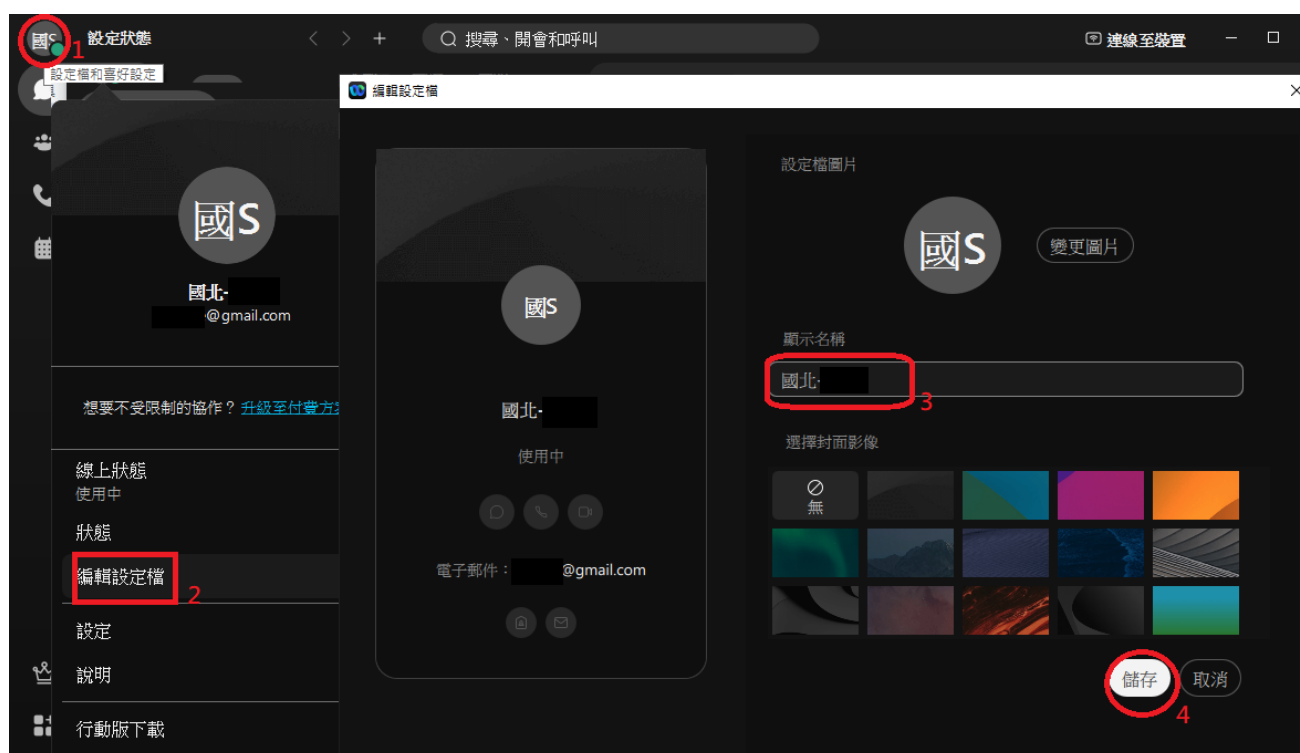 國S
1
設定狀態
搜尋、開會和呼叫
連線至裝置
設定檔和喜好設定
國S
國北-
@gmail.com
想要不受限制的協作？升級至付費方
線上狀態
使用中
狀態
編輯設定檔
2
設定
說明
行動版下載
編輯設定檔
國S
國北-
使用中
電子郵件：
@gmail.com
設定檔圖片
國S
變更圖片
顯示名稱
國北-
3
選擇封面影像
無
儲存
取消
4